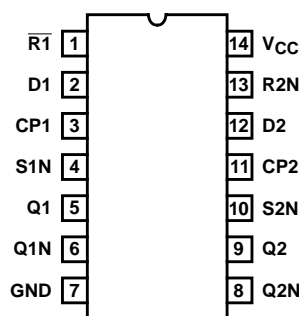 R1 1 14 VCC
D1 2 13 R2N
CP1 3 12 D2
S1N 4 11 CP2
Q1 5 10 S2N
Q1N 6 9 Q2
GND 7 8 Q2N